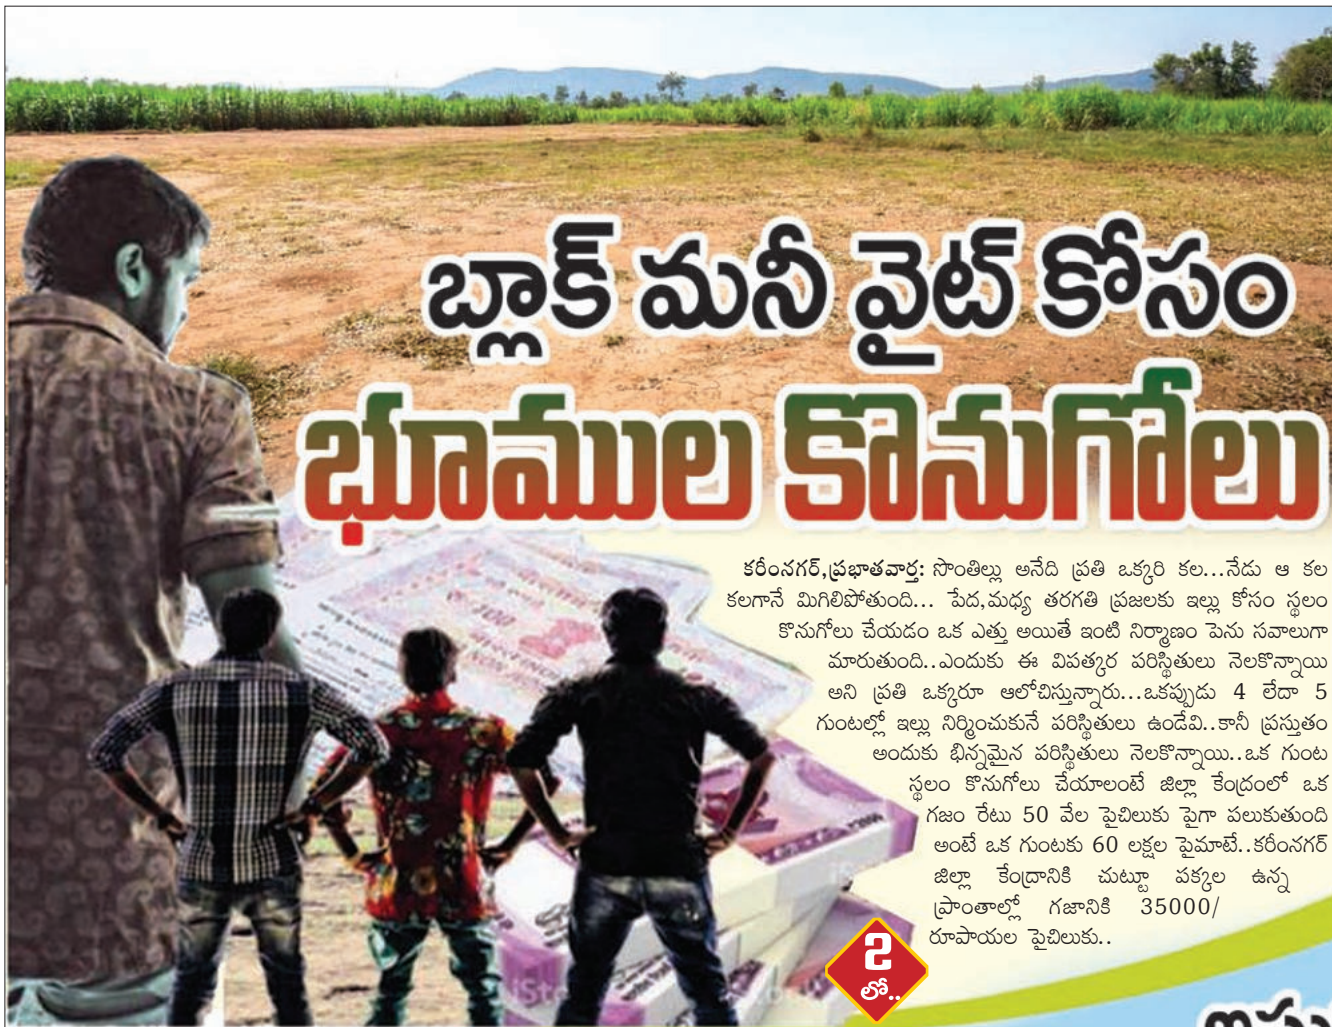 బ్లాక్ మనీ వైట్ కోసం
భూముల కొనుగోలు
కరీంనగర్,ప్రభాతవార్త: సొంతిల్లు అనేది ప్రతి ఒక్కరి కల...నేడు ఆ కల
కలగానే మిగిలిపోతుంది... పేద,మధ్య తరగతి ప్రజలకు ఇల్లు కోసం స్థలం
కొనుగోలు చేయడం ఒక ఎత్తు అయితే ఇంటి నిర్మాణం పెను సవాలుగా
మారుతుంది..ఎందుకు ఈ విపత్కర పరిస్థితులు నెలకొన్నాయి
అని ప్రతి ఒక్కరూ ఆలోచిస్తున్నారు...ఒకప్పుడు 4 లేదా 5
గుంటల్లో ఇల్లు నిర్మించుకునే పరిస్థితులు ఉండేవి..కానీ ప్రస్తుతం
అందుకు భిన్నమైన పరిస్థితులు నెలకొన్నాయి..ఒక గుంట
స్థలం కొనుగోలు చేయాలంటే జిల్లా కేంద్రంలో ఒక
గజం రేటు 50 వేల పైచిలుకు పైగా పలుకుతుంది
అంటే ఒక గుంటకు 60 లక్షల పైమాటే..కరీంనగర్
జిల్లా కేంద్రానికి చుట్టూ పక్కల ఉన్న
ప్రాంతాల్లో గజానికి 35000/
రూపాయల పైచిలుకు..
2
లో..